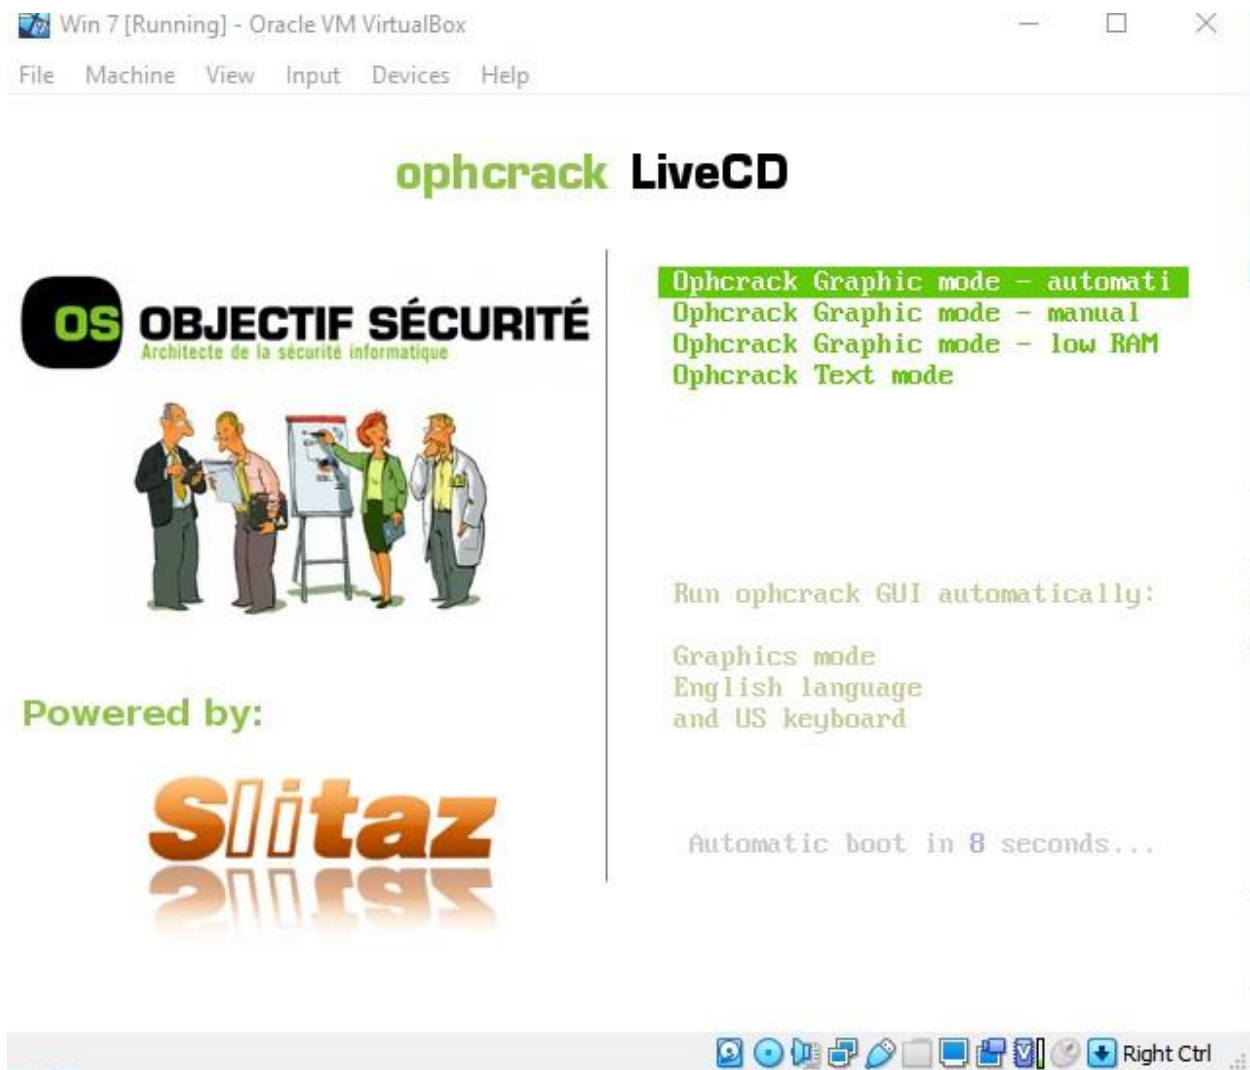 Win 7 [Running] - Oracle VM VirtualBox
File Machine View Input Devices Help
ophcrack LiveCD
OS OBJECTIF SÉCURITÉ
Architecte de la sécurité informatique
Powered by:
Slitaz
Ophcrack Graphic mode - automati
Ophcrack Graphic mode - manual
Ophcrack Graphic mode - low RAM
Ophcrack Text mode
Run ophcrack GUI automatically:
Graphics mode
English language
and US keyboard
Automatic boot in 8 seconds...
Right Ctrl